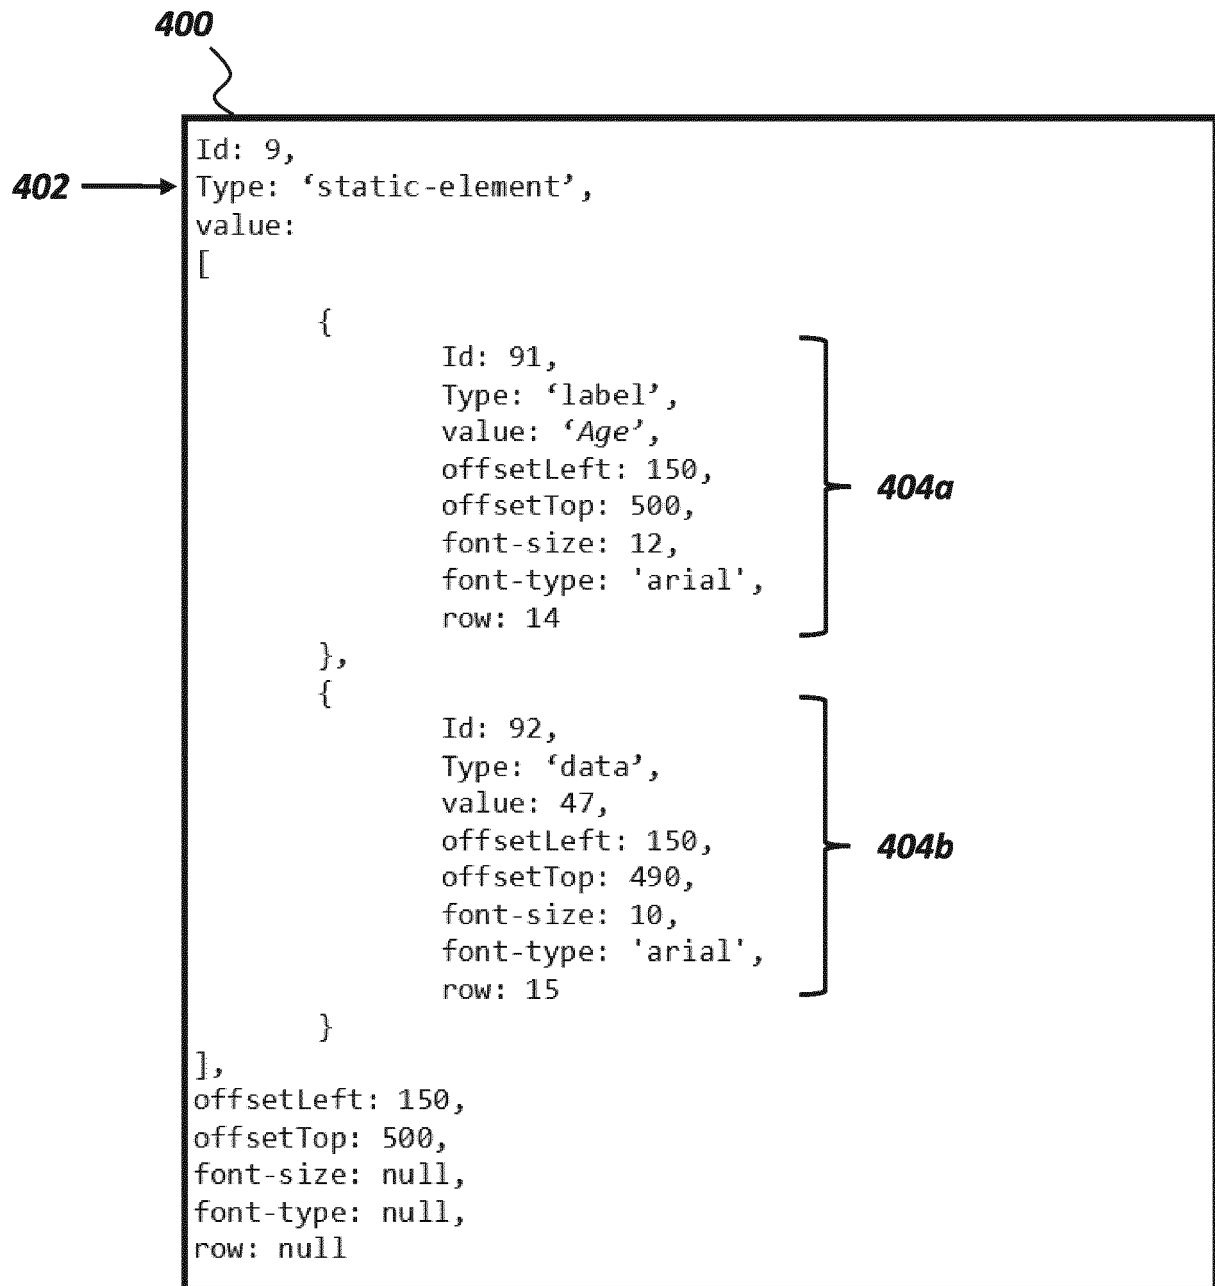 400
Id: 9,
402
Type: ‘static-element’,
value:
[
{
Id: 91,
Type: ‘label’,
value: ‘Age’,
offsetLeft: 150,
404a
offsetTop: 500,
font-size: 12,
font-type: 'arial',
row: 14
},
{
Id: 92,
Type: ‘data’,
value: 47,
offsetLeft: 150,
404b
offsetTop: 490,
font-size: 10,
font-type: 'arial',
row: 15
}
],
offsetLeft: 150,
offsetTop: 500,
font-size: null,
font-type: null,
row: null